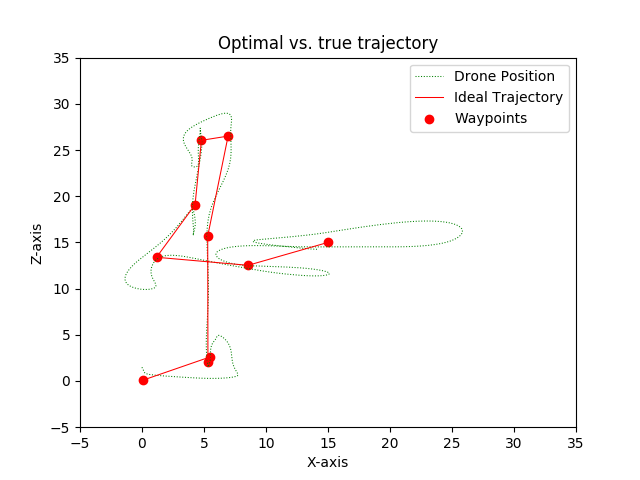 Optimal vs. true trajectory
Drone Position
Ideal Trajectory
Waypoints
Z-axis
35
30
25
20
15
10
5
0
−5
−5 0 5 10 15 20 25 30 35
X-axis